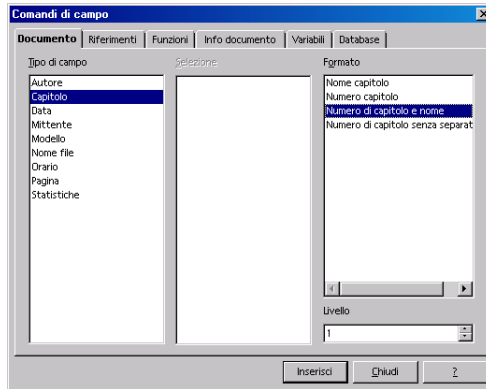 Comandi di campo
Documento Riferimenti Funzioni Info documento Variabili Database
Tipo di campo Selezione Formato
Autore
Capitolo
Data
Mittente
Modello
Nome file
Orario
Pagina
Statistiche
Nome capitolo
Numero capitolo
Numero di capitolo e nome
Numero di capitolo senza separat
Livello
1
Inserisci Chiudi ?